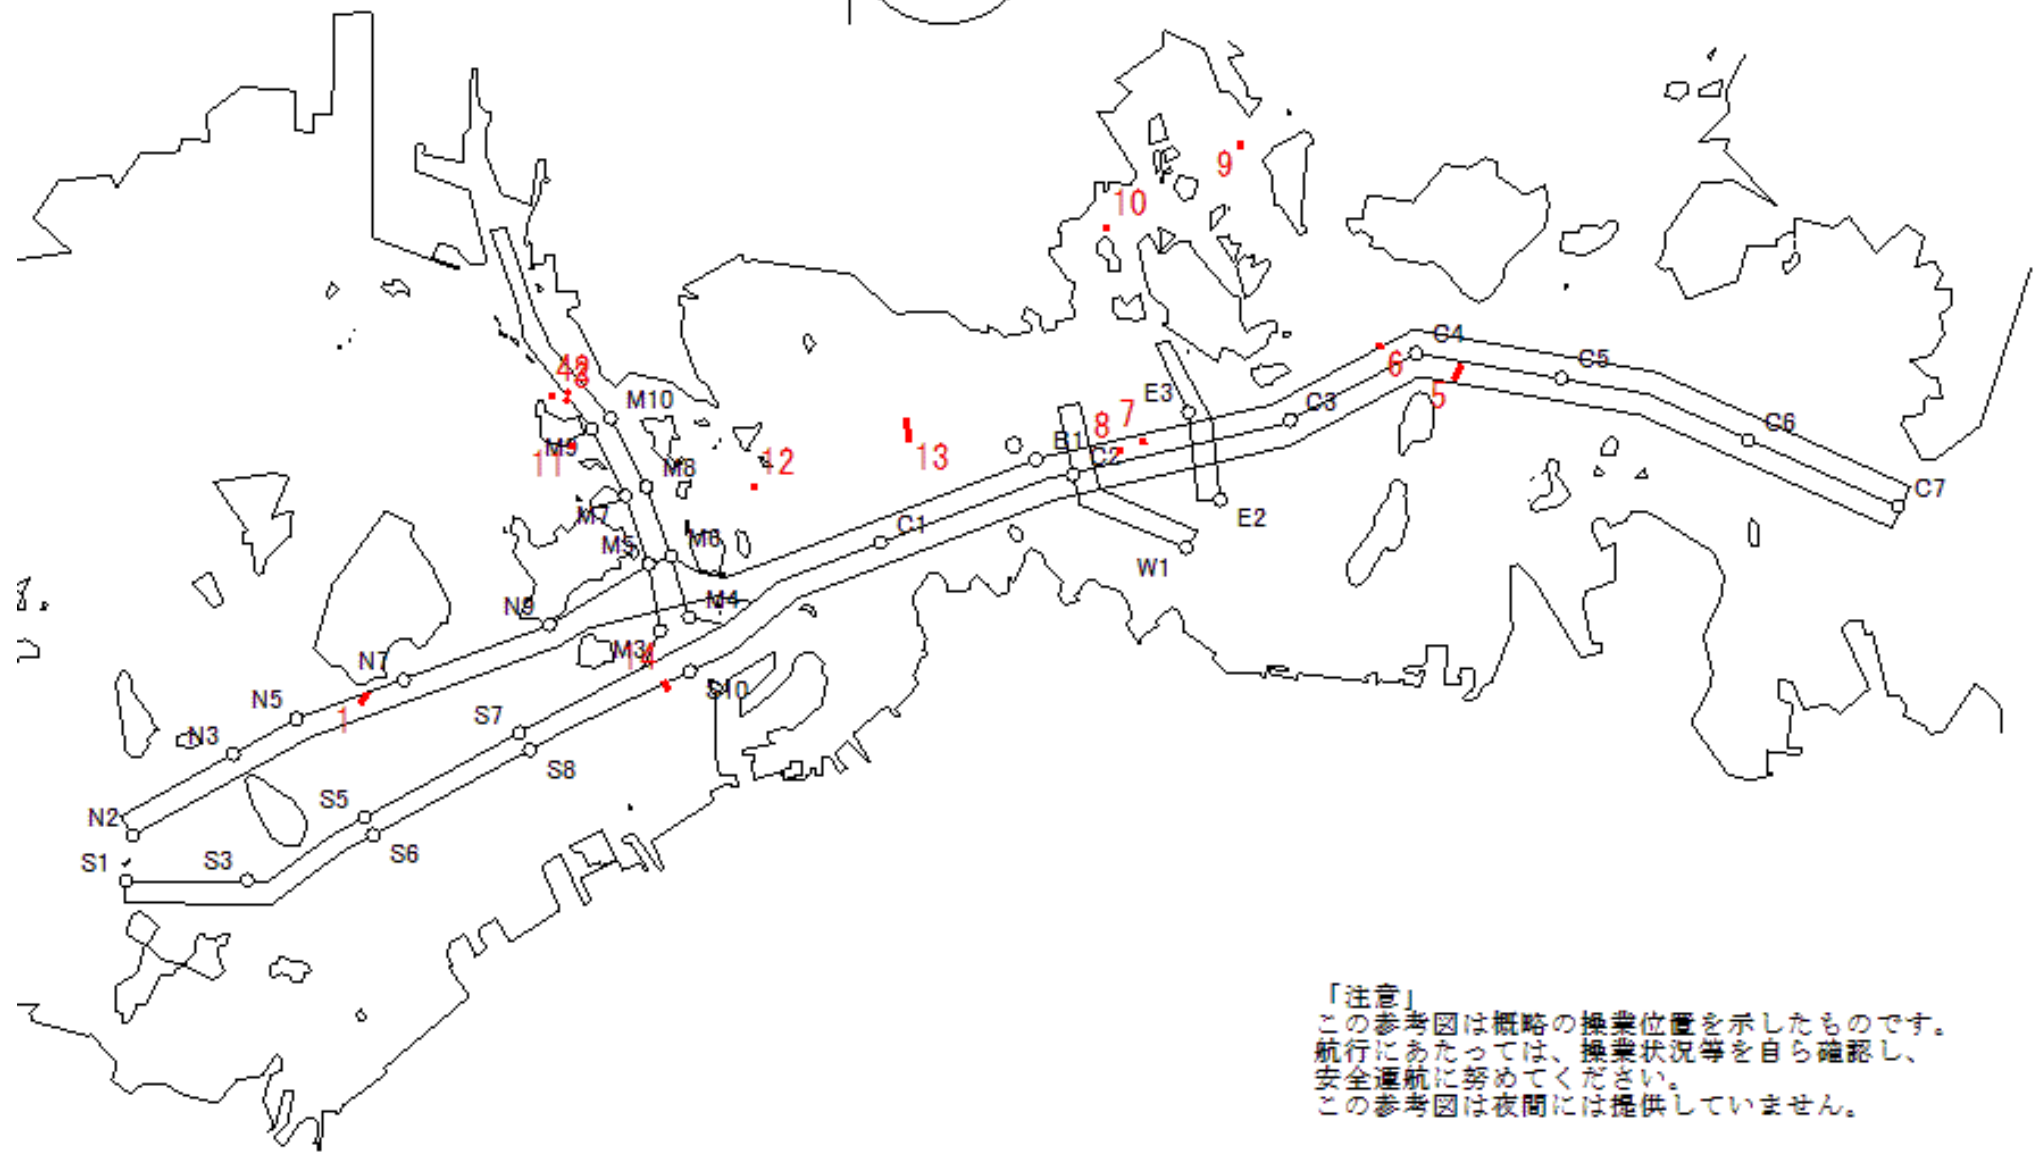 9
10
C4
C5
6
5
C3
E3
7
8
B1
C2
E2
W1
C6
C7
M10
M9
11
M8
12
13
M7
M5
M6
C1
N9
M4
M3
14
N7
S10
N5
1
N3
S7
S8
N2
S5
S1
S3
S6
「注意」
この参考図は概略の操業位置を示したものです。
航行にあたっては、操業状況等を自ら確認し、
安全運航に努めてください。
この参考図は夜間には提供していません。